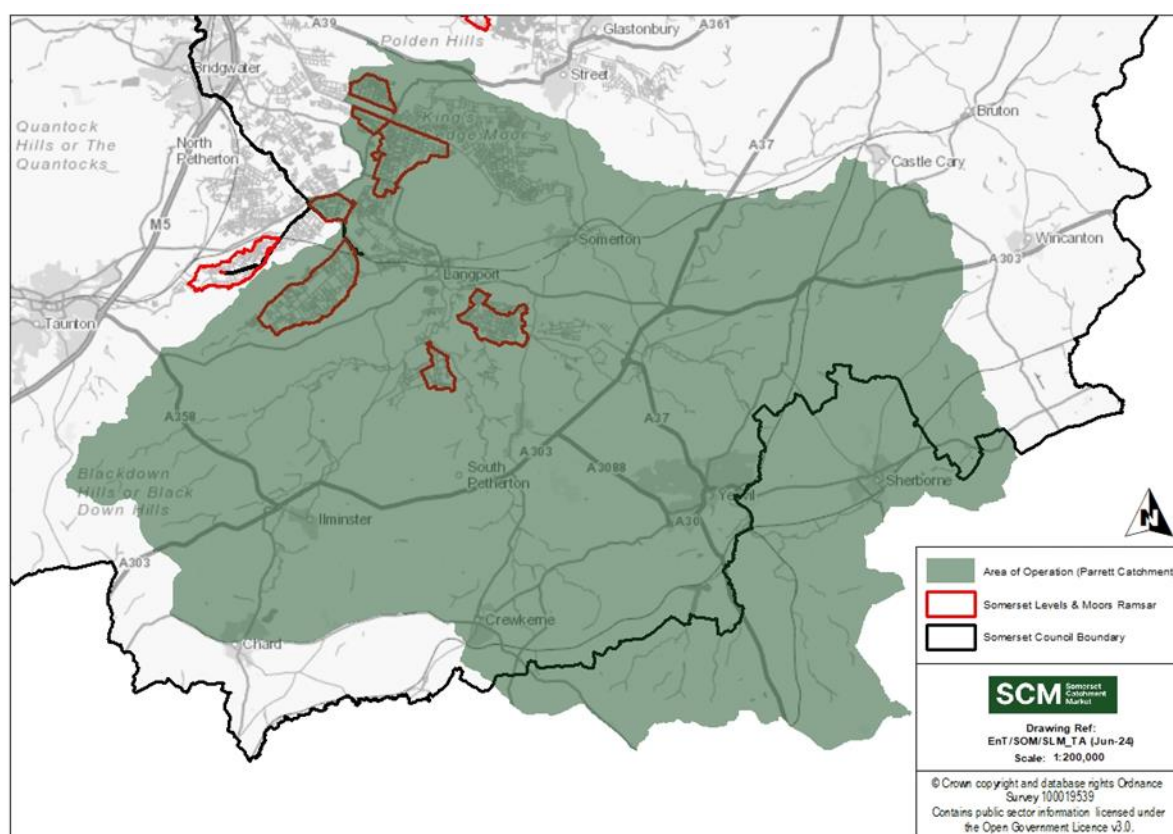 A39
A361
Glastonbury
Polden Hills
Bridgwater
Street
Quantock
Hills or The
Quantocks
North
Petherton
King's
Sedgemoor
Bruton
A37
Castle Cary
M5
Somerton
Wincanton
A303
Langport
Taunton
A358
A37
A303
A3088
South
Petherton
Sherborne
Blackdown
Hills or Black
Down Hills
Yeovil
Ilminster
A30
A303
Crewkerne
Chard
N
Area of Operation (Parrett Catchment
Somerset Levels & Moors Ramsar
Somerset Council Boundary
SCM
Somerset
Catchment
Market
Drawing Ref:
EnT/SOM/SLM_TA (Jun-24)
Scale: 1:200,000
© Crown copyright and database rights Ordnance
Survey 100019539
Contains public sector information licensed under
the Open Government Licence v3.0.